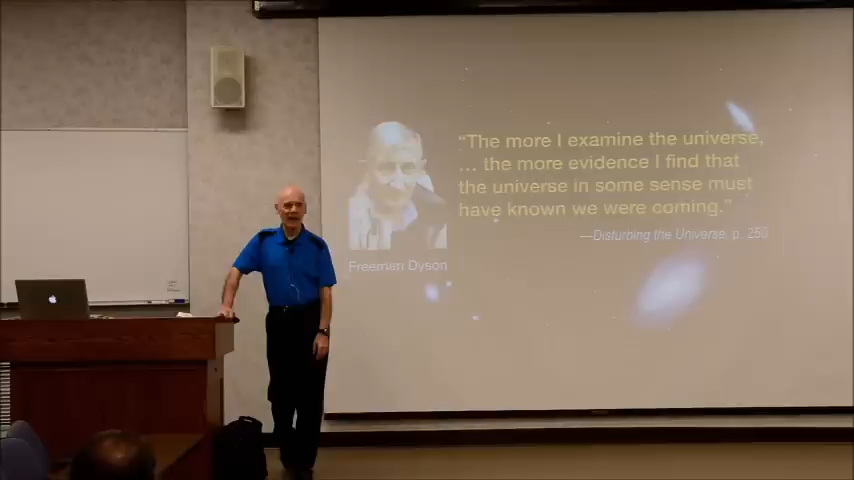 “The more I examine the universe,
... the more evidence I find that
the universe in some sense must
have known we were coming.”
—Disturbing the Universe, p. 250
Freeman Dyson